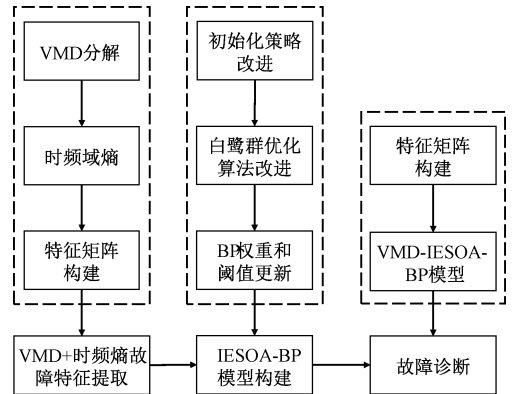 VMD分解
时频域熵
特征矩阵
构建
VMD+时频熵故
障特征提取
初始化策略
改进
白鹭群优化
算法改进
BP权重和
阈值更新
IESOA-BP
模型构建
特征矩阵
构建
VMD-IESOA-
BP模型
故障诊断